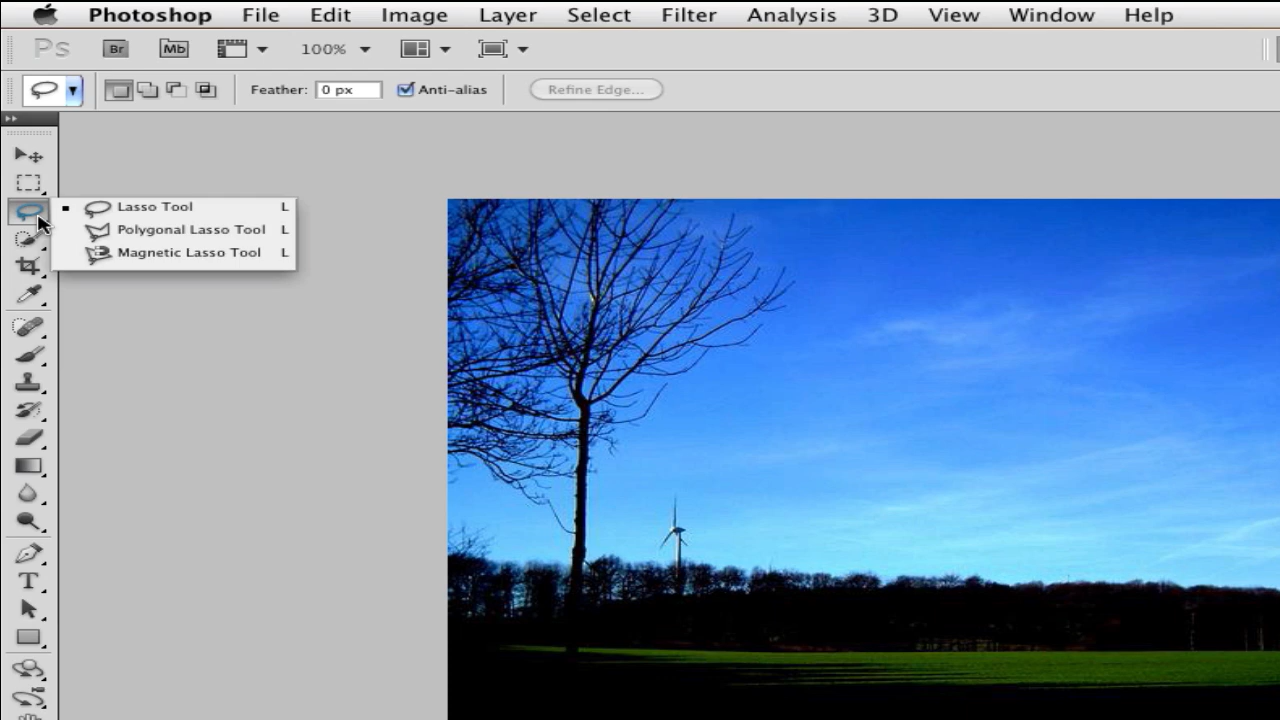 Photoshop File Edit Image Layer Select Filter Analysis 3D View Window Help
Ps Br Mb 100%
Feather: 0 px Anti-alias Refine Edge...
Lasso Tool L
Polygonal Lasso Tool L
Magnetic Lasso Tool L
T